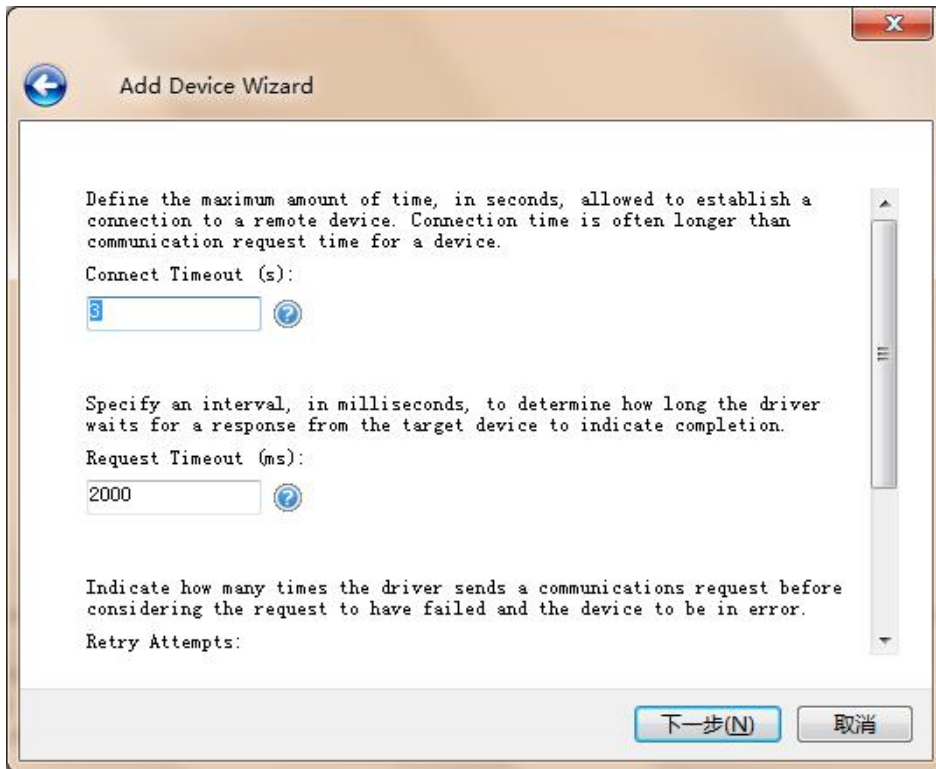 Add Device Wizard
Define the maximum amount of time, in seconds, allowed to establish a
connection to a remote device. Connection time is often longer than
communication request time for a device.
Connect Timeout (s):
3
Specify an interval, in milliseconds, to determine how long the driver
waits for a response from the target device to indicate completion.
Request Timeout (ms):
2000
Indicate how many times the driver sends a communications request before
considering the request to have failed and the device to be in error.
Retry Attempts:
下一步(N) 取消